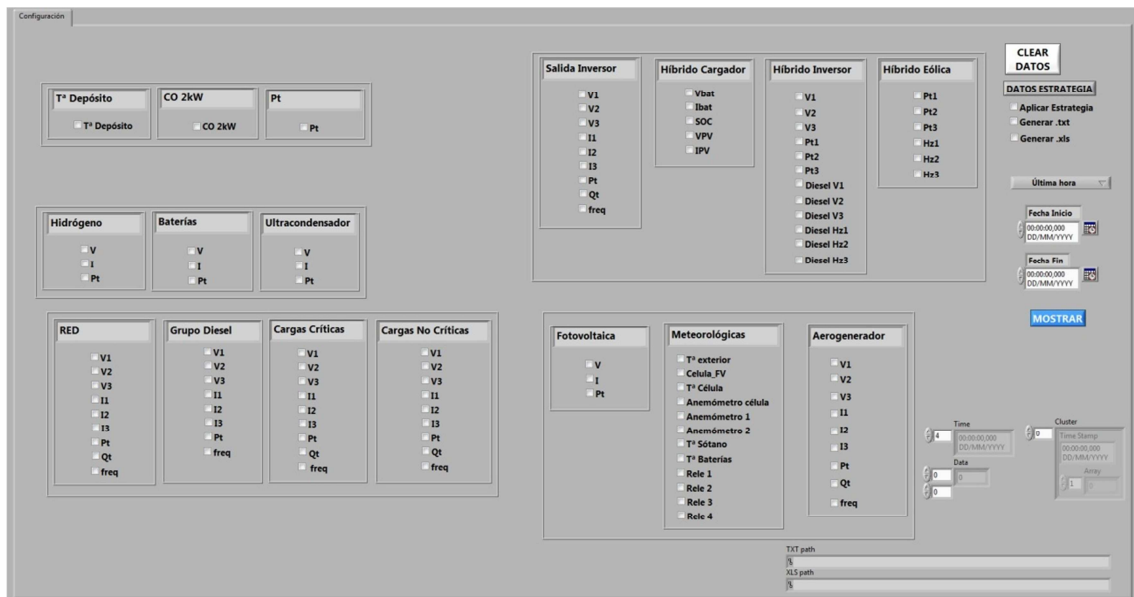 Configuración
Tª Depósito
Tª Depósito
CO 2kW
CO 2kW
Pt
Pt
Hidrógeno
V
I
Pt
Baterías
V
I
Pt
Ultracondensador
V
I
Pt
RED
V1
V2
V3
I1
I2
I3
Pt
Qt
freq
Grupo Diesel
V1
V2
V3
I1
I2
I3
Pt
freq
Cargas Críticas
V1
V2
V3
I1
I2
I3
Pt
Qt
freq
Cargas No Críticas
V1
V2
V3
I1
I2
I3
Pt
Qt
freq
Salida Inversor
V1
V2
V3
I1
I2
I3
Pt
Qt
freq
Híbrido Cargador
Vbat
Ibat
SOC
VPV
IPV
Híbrido Inversor
V1
V2
V3
Pt1
Pt2
Pt3
Diesel V1
Diesel V2
Diesel V3
Diesel Hz1
Diesel Hz2
Diesel Hz3
Híbrido Eólica
Pt1
Pt2
Pt3
Hz1
Hz2
Hz3
Fotovoltaica
V
I
Pt
Meteorológicas
Tª exterior
Celula_FV
Tª Célula
Anemómetro célula
Anemómetro 1
Anemómetro 2
Tª Sótano
Tª Baterías
Rele 1
Rele 2
Rele 3
Rele 4
Aerogenerador
V1
V2
V3
I1
I2
I3
Pt
Qt
freq
CLEAR
DATOS
DATOS ESTRATEGIA
Aplicar Estrategia
Generar .txt
Generar .xls
Última hora
Fecha Inicio
00:00:00,000
DD/MM/YYYY
Fecha Fin
00:00:00,000
DD/MM/YYYY
MOSTRAR
Time
4
00:00:00,000
DD/MM/YYYY
Data
0
0
0
Cluster
0
Time Stamp
00:00:00,000
DD/MM/YYYY
Array
1
0
TXT path
XLS path